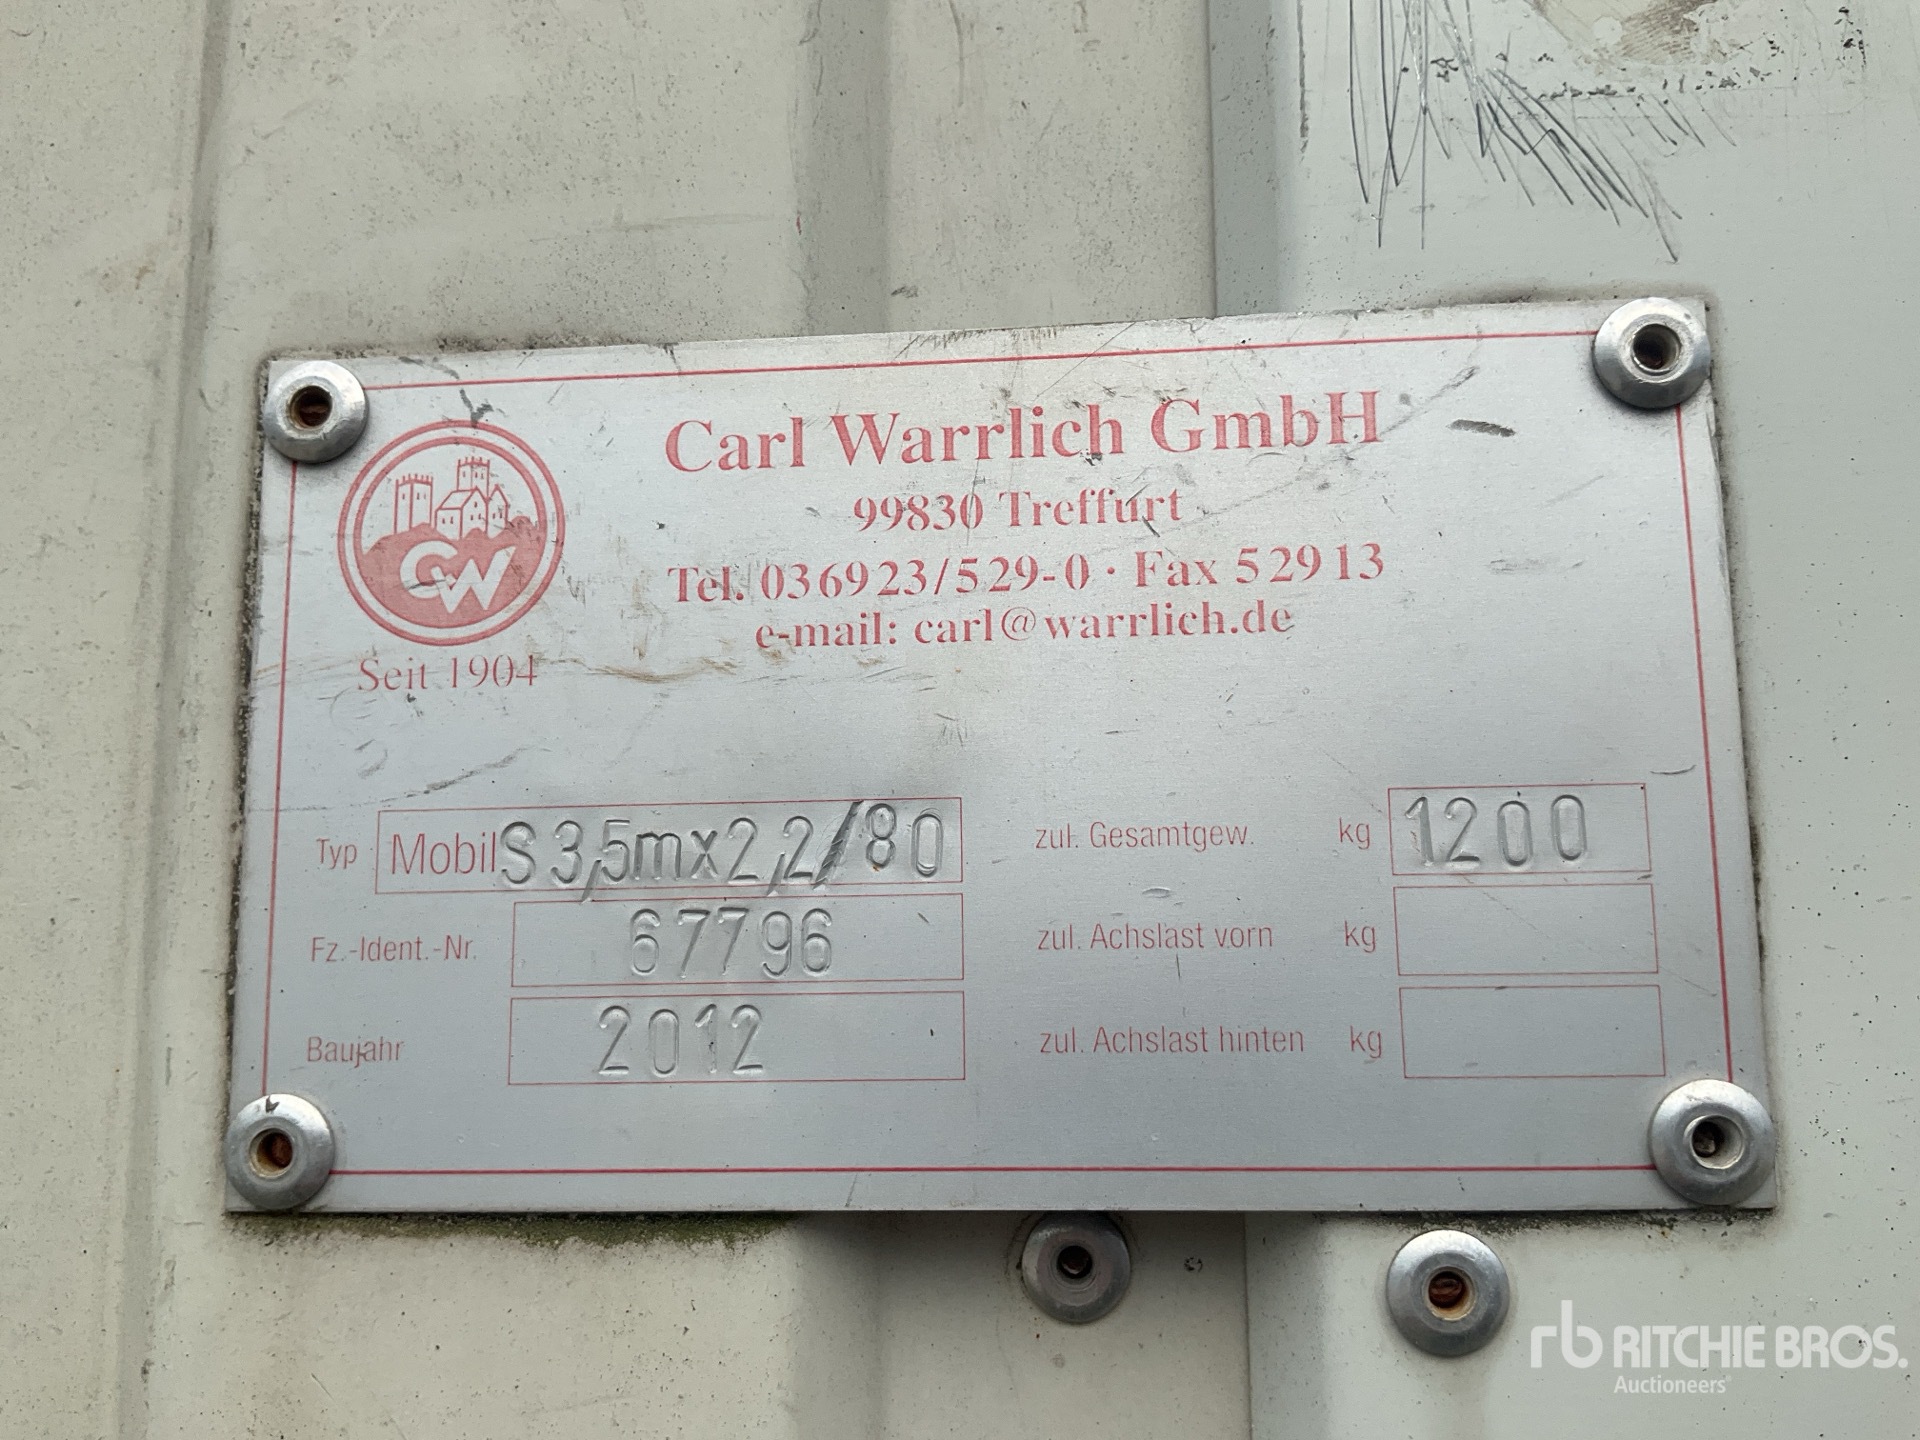 Carl Warrlich GmbH
99830 Treffurt
Tel. 036923/529-0 · Fax 52913
e-mail: carl@warrlich.de
CW
Seit 1904
Typ Mobil S 3,5mx2,2/80
Fz.-Ident.-Nr. 67796
Baujahr 2012
zul. Gesamtgew. kg 1200
zul. Achslast vorn kg
zul. Achslast hinten kg
rb RITCHIE BROS.
Auctioneers